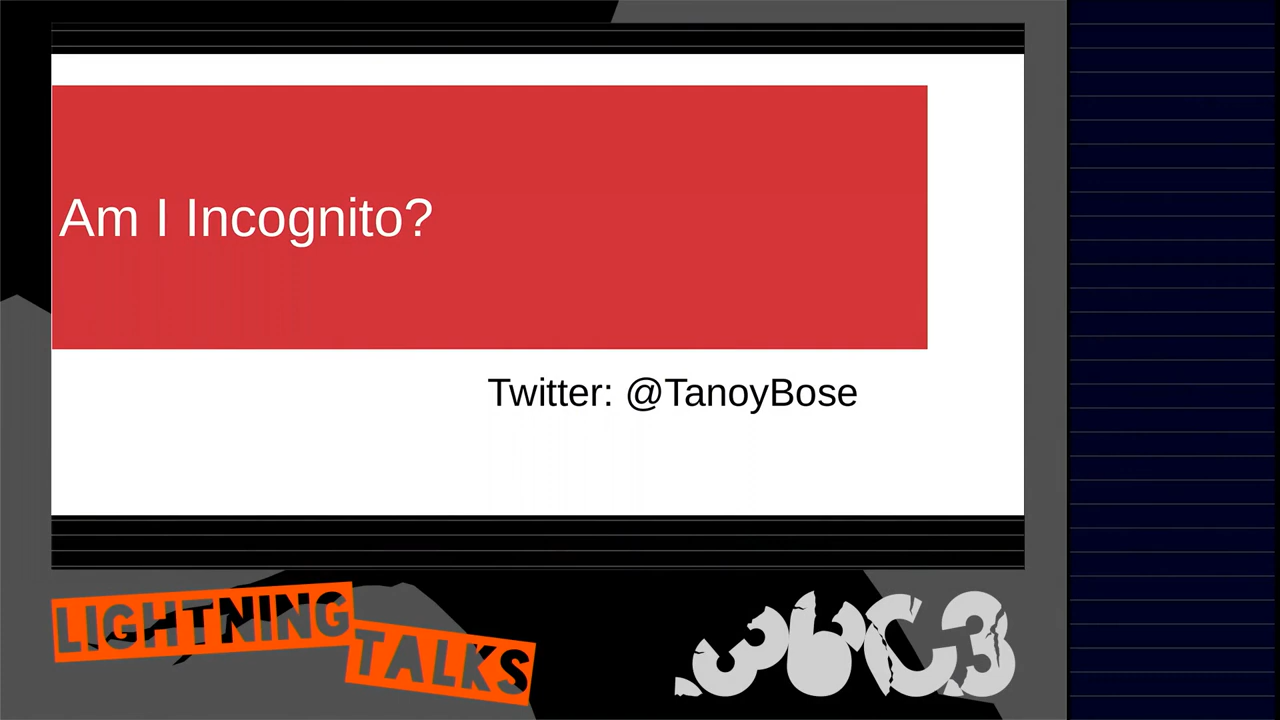 Am I Incognito?
Twitter: @TanoyBose
LIGHTNING
TALKS
.36C3